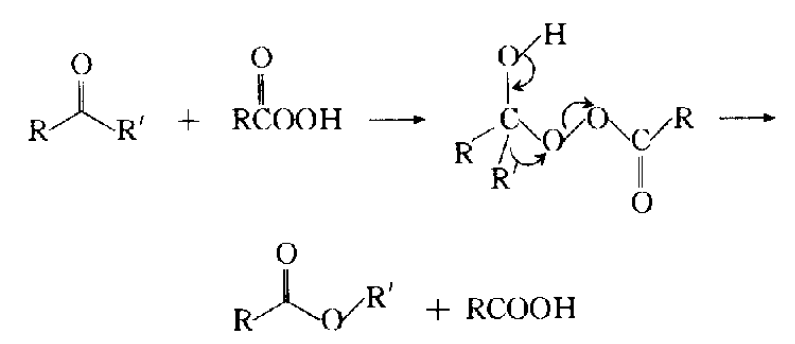 O
R R′ + RCOOH → O
O H
C
R R′ O O C R
O
→
O
R O R′ + RCOOH